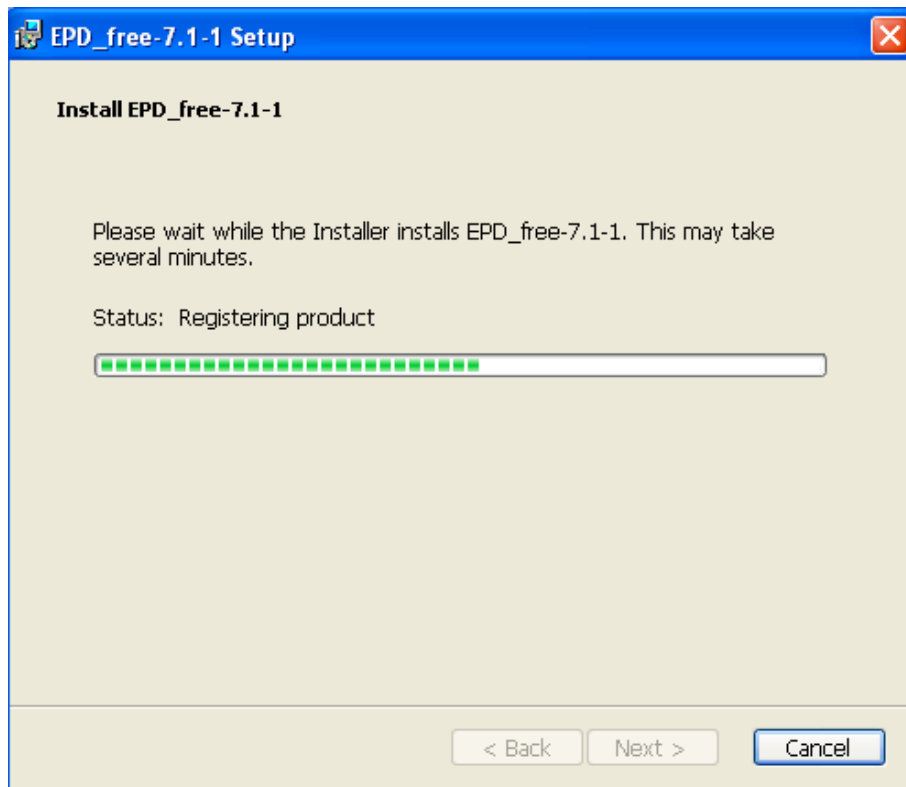 EPD_free-7.1-1 Setup
Install EPD_free-7.1-1
Please wait while the Installer installs EPD_free-7.1-1. This may take
several minutes.
Status: Registering product
< Back
Next >
Cancel